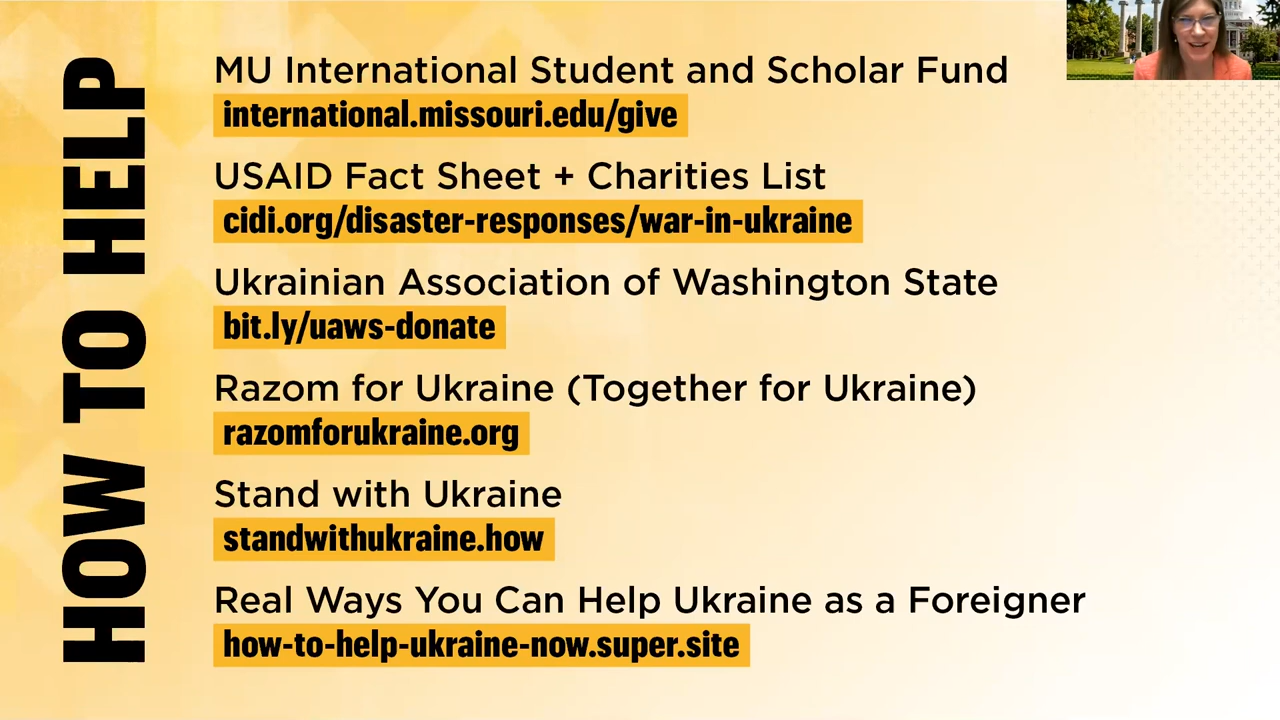 HOW TO HELP
MU International Student and Scholar Fund
international.missouri.edu/give
USAID Fact Sheet + Charities List
cidi.org/disaster-responses/war-in-ukraine
Ukrainian Association of Washington State
bit.ly/uaws-donate
Razom for Ukraine (Together for Ukraine)
razomforukraine.org
Stand with Ukraine
standwithukraine.how
Real Ways You Can Help Ukraine as a Foreigner
how-to-help-ukraine-now.super.site